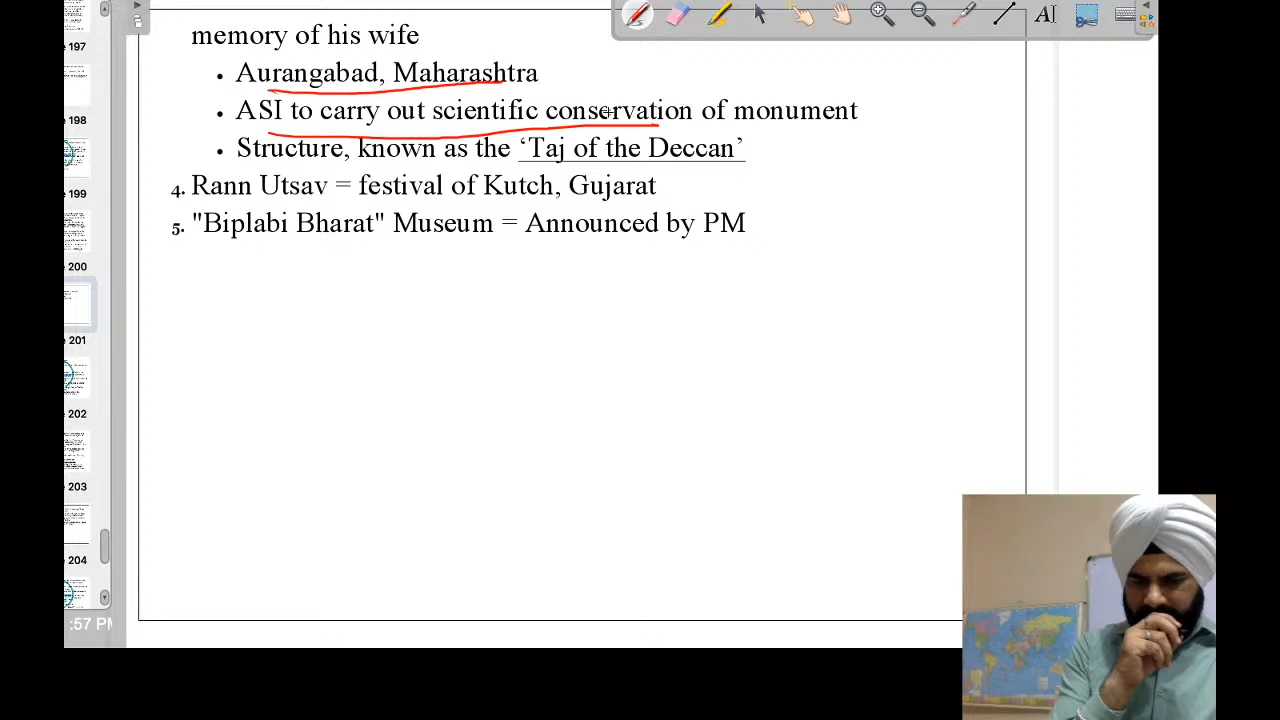 197
memory of his wife
• Aurangabad, Maharashtra
198
• ASI to carry out scientific conservation of monument
• Structure, known as the ‘Taj of the Deccan’
4. Rann Utsav = festival of Kutch, Gujarat
199
5. "Biplabi Bharat" Museum = Announced by PM
200
201
202
203
204
:57 PM